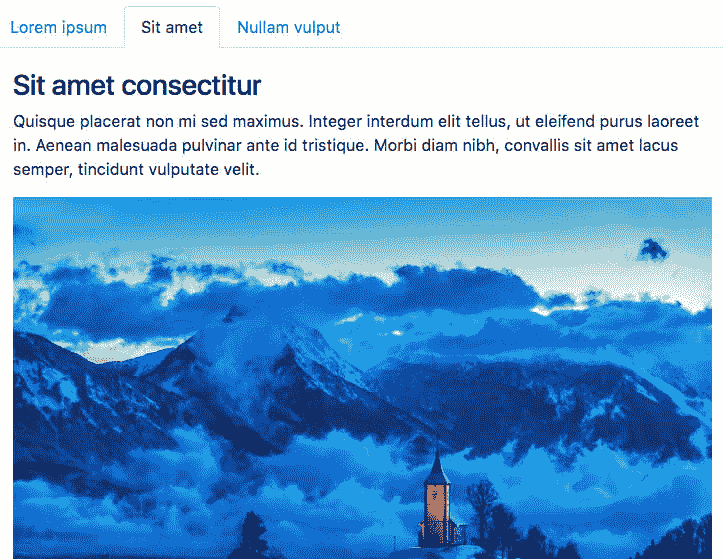 Lorem ipsum
Sit amet
Nullam vulput
Sit amet consectitur
Quisque placerat non mi sed maximus. Integer interdum elit tellus, ut eleifend purus laoreet
in. Aenean malesuada pulvinar ante id tristique. Morbi diam nibh, convallis sit amet lacus
semper, tincidunt vulputate velit.